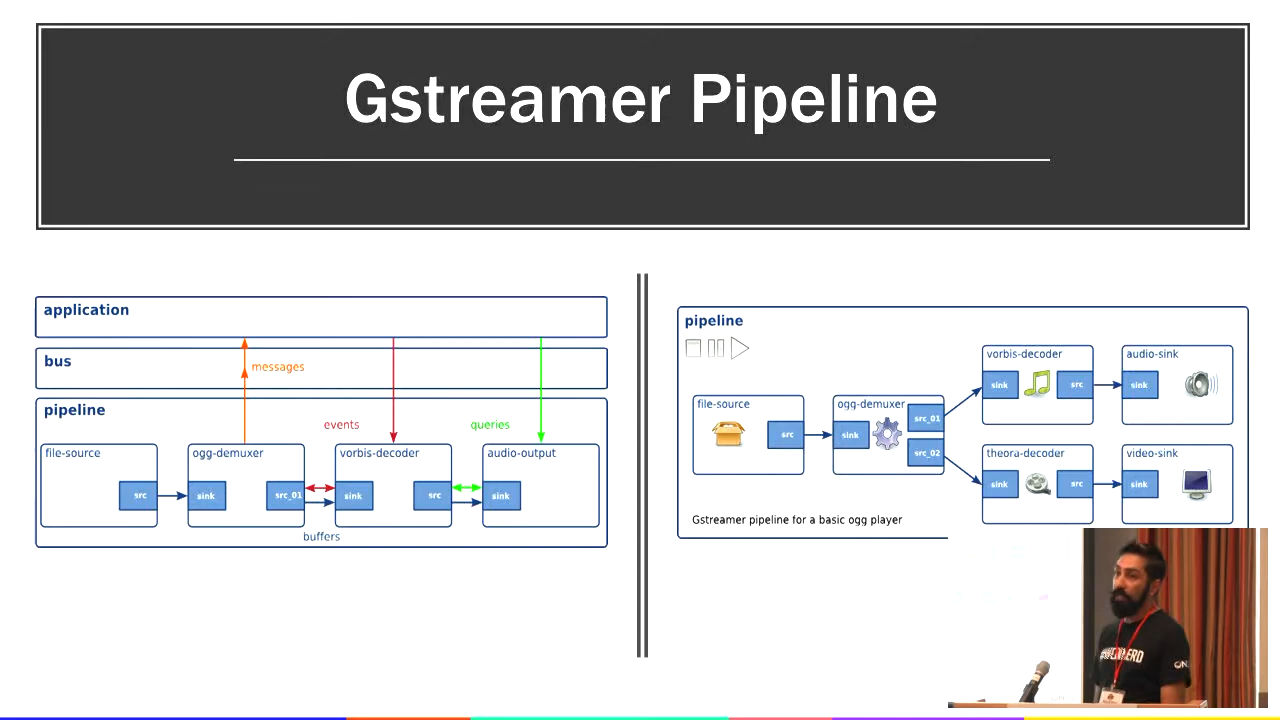 Gstreamer Pipeline
application
bus
messages
pipeline
events
queries
file-source
ogg-demuxer
vorbis-decoder
audio-output
src
sink
src_01
sink
src
sink
buffers
pipeline
vorbis-decoder
audio-sink
sink
src
sink
file-source
ogg-demuxer
src_01
src
sink
src_02
theora-decoder
video-sink
sink
src
sink
Gstreamer pipeline for a basic ogg player